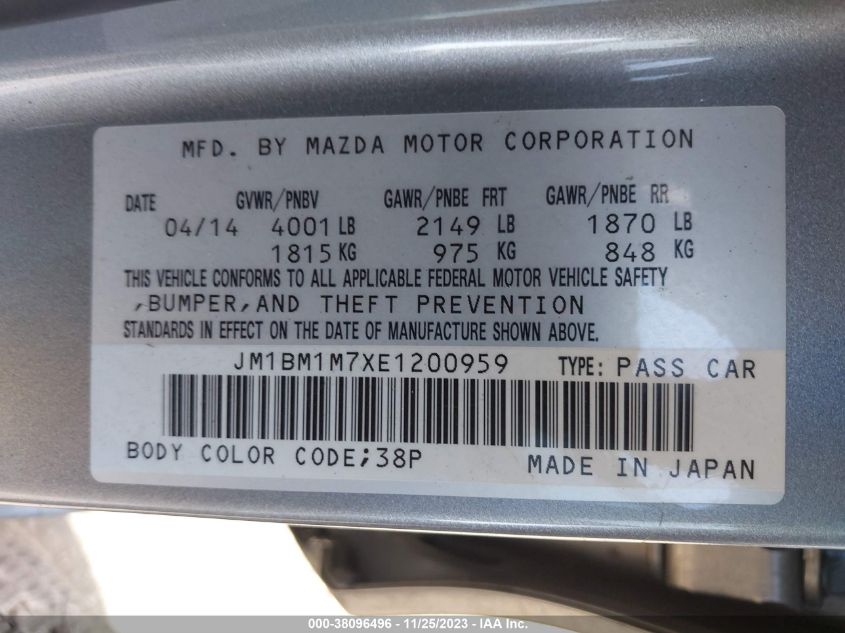 MFD. BY MAZDA MOTOR CORPORATION
DATE GVWR/PNBV GAWR/PNBE FRT GAWR/PNBE RR
04/14 4001 LB 2149 LB 1870 LB
1815 KG 975 KG 848 KG
THIS VEHICLE CONFORMS TO ALL APPLICABLE FEDERAL MOTOR VEHICLE SAFETY
,BUMPER,AND THEFT PREVENTION
STANDARDS IN EFFECT ON THE DATE OF MANUFACTURE SHOWN ABOVE.
JM1BM1M7XE1200959 TYPE: PASS CAR
BODY COLOR CODE;38P MADE IN JAPAN
000-38096496 - 11/25/2023 - IAA Inc.